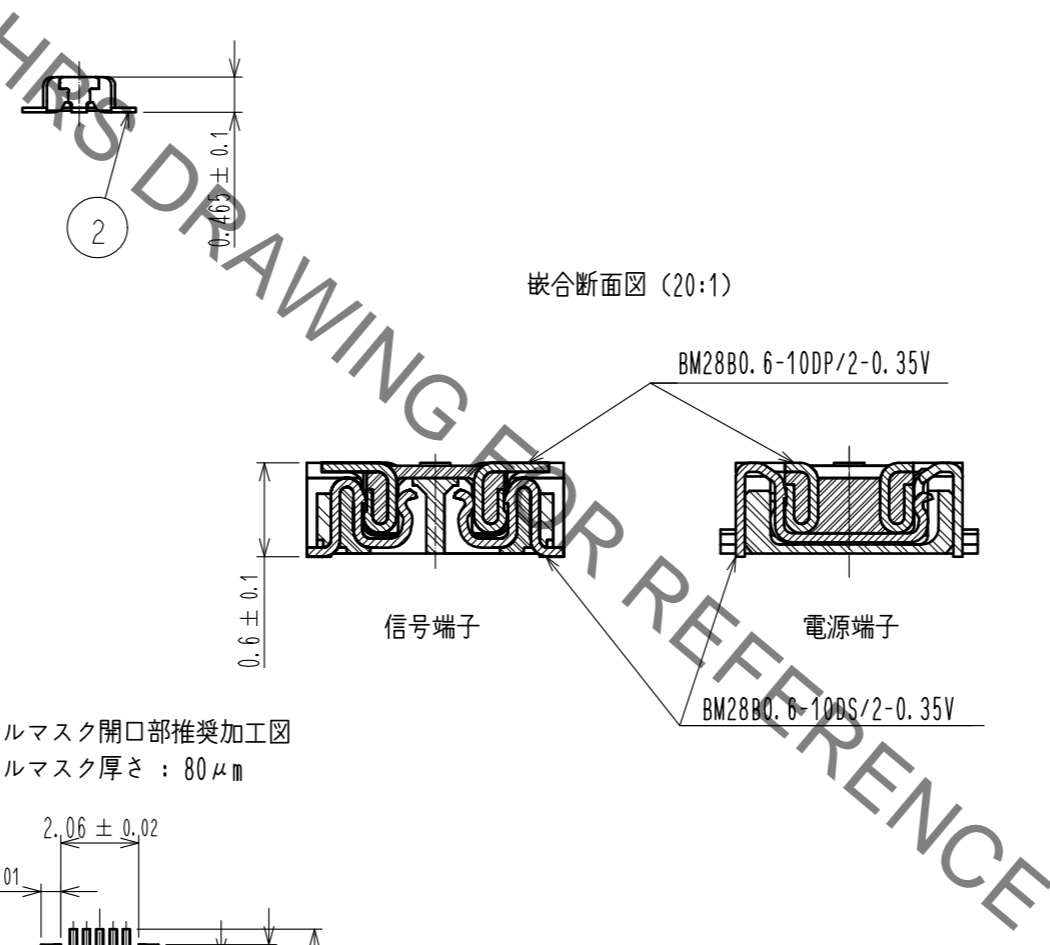 HRS DRAWING FOR REFERENCE
0.465 ± 0.1
2
嵌合断面図 (20:1)
BM28B0.6-10DP/2-0.35V
0.6 ± 0.1
信号端子
電源端子
BM28B0.6-10DS/2-0.35V
ルマスク開口部推奨加工図
ルマスク厚さ : 80μm
2.06 ± 0.02
01